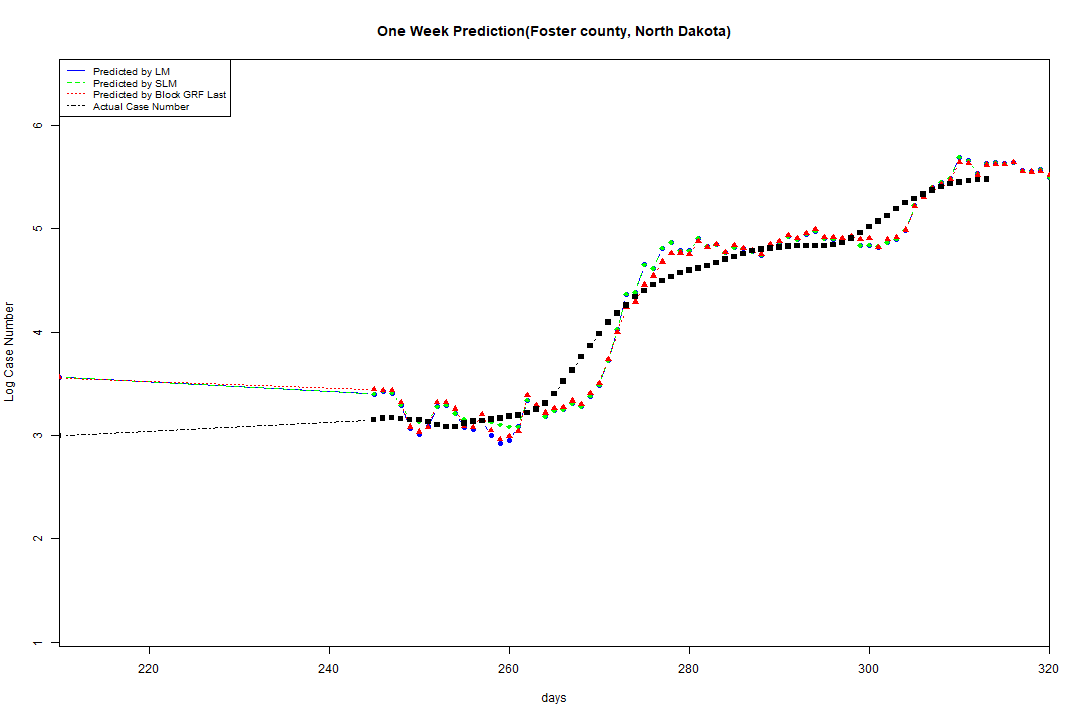 One Week Prediction(Foster county, North Dakota)
Predicted by LM
Predicted by SLM
Predicted by Block GRF Last
Actual Case Number
6
5
4
3
2
1
Log Case Number
220 240 260 280 300 320
days